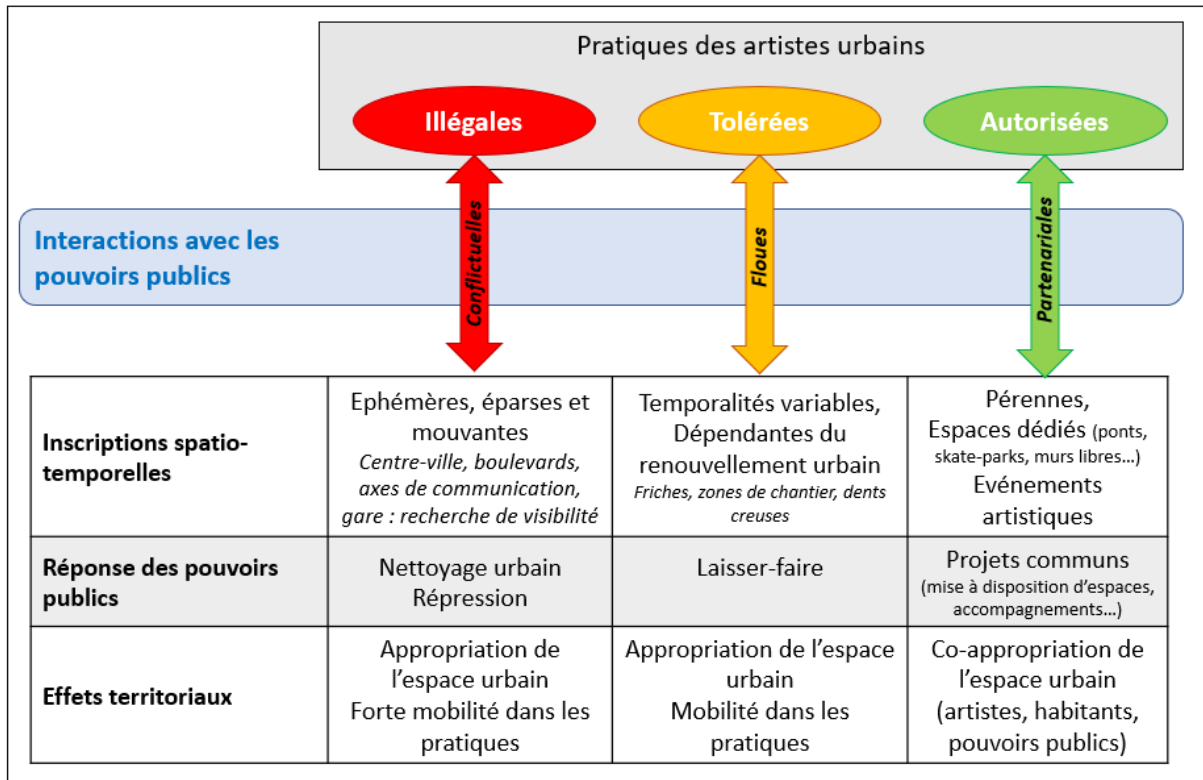 Pratiques des artistes urbains
Illégales
Tolérées
Autorisées
Interactions avec les
pouvoirs publics
Conflictuelles
Floues
Partenariales
Inscriptions spatio-
temporelles
Ephémères, éparses et
mouvantes
Centre-ville, boulevards,
axes de communication,
gare : recherche de visibilité
Temporalités variables,
Dépendantes du
renouvellement urbain
Friches, zones de chantier, dents
creuses
Pérennes,
Espaces dédiés (ponts,
skate-parks, murs libres…)
Evénements
artistiques
Réponse des pouvoirs
publics
Nettoyage urbain
Répression
Laisser-faire
Projets communs
(mise à disposition d’espaces,
accompagnements…)
Effets territoriaux
Appropriation de
l’espace urbain
Forte mobilité dans les
pratiques
Appropriation de l’espace
urbain
Mobilité dans les
pratiques
Co-appropriation de
l’espace urbain
(artistes, habitants,
pouvoirs publics)